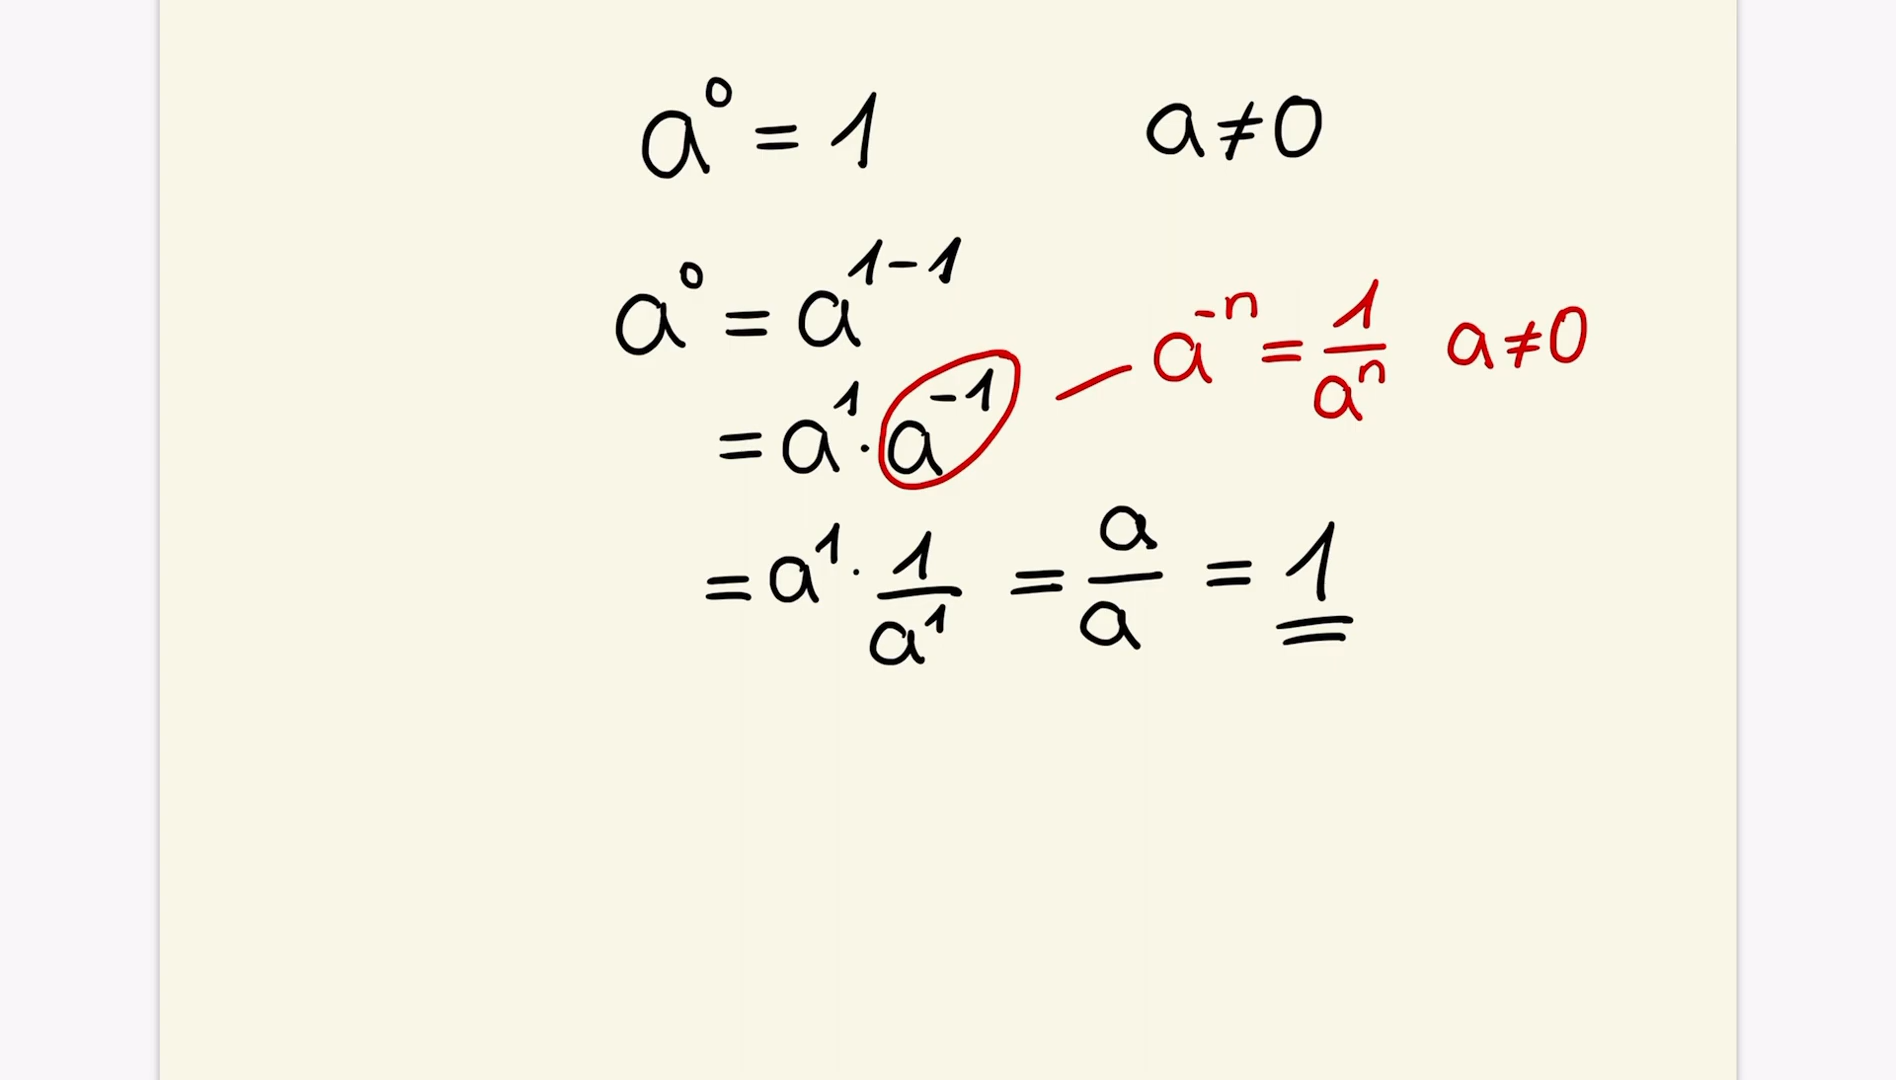 a⁰ = 1 a ≠ 0
a⁰ = a¹⁻¹
= a¹ · a⁻¹ — a⁻ⁿ = 1/aⁿ a ≠ 0
= a¹ · 1/a¹ = a/a = 1